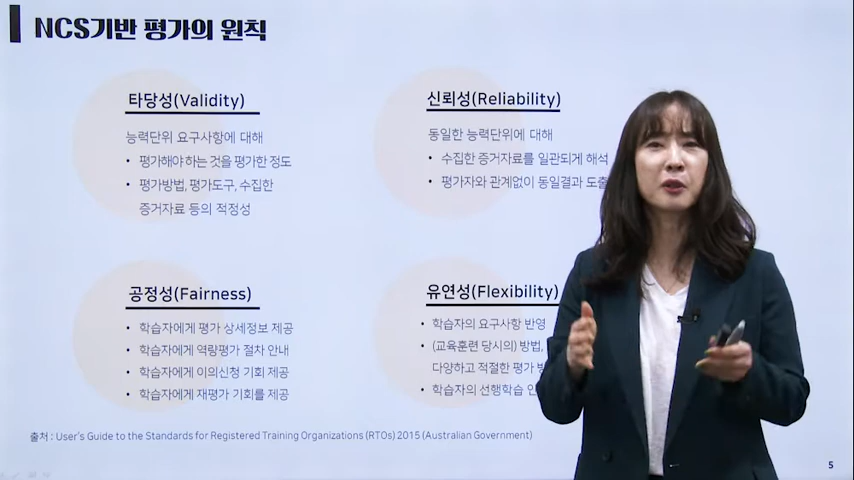 NCS기반 평가의 원칙
타당성(Validity)
능력단위 요구사항에 대해
• 평가해야 하는 것을 평가한 정도
• 평가방법, 평가도구, 수집한
증거자료 등의 적정성
신뢰성(Reliability)
동일한 능력단위에 대해
• 수집한 증거자료를 일관되게 해석
• 평가자와 관계없이 동일결과 도출
공정성(Fairness)
• 학습자에게 평가 상세정보 제공
• 학습자에게 역량평가 절차 안내
• 학습자에게 이의신청 기회 제공
• 학습자에게 재평가 기회를 제공
유연성(Flexibility)
• 학습자의 요구사항 반영
• (교육훈련 당시의) 방법,
다양하고 적절한 평가
• 학습자의 선행학습
출처 : User's Guide to the Standards for Registered Training Organizations (RTOs) 2015 (Australian Government)
5